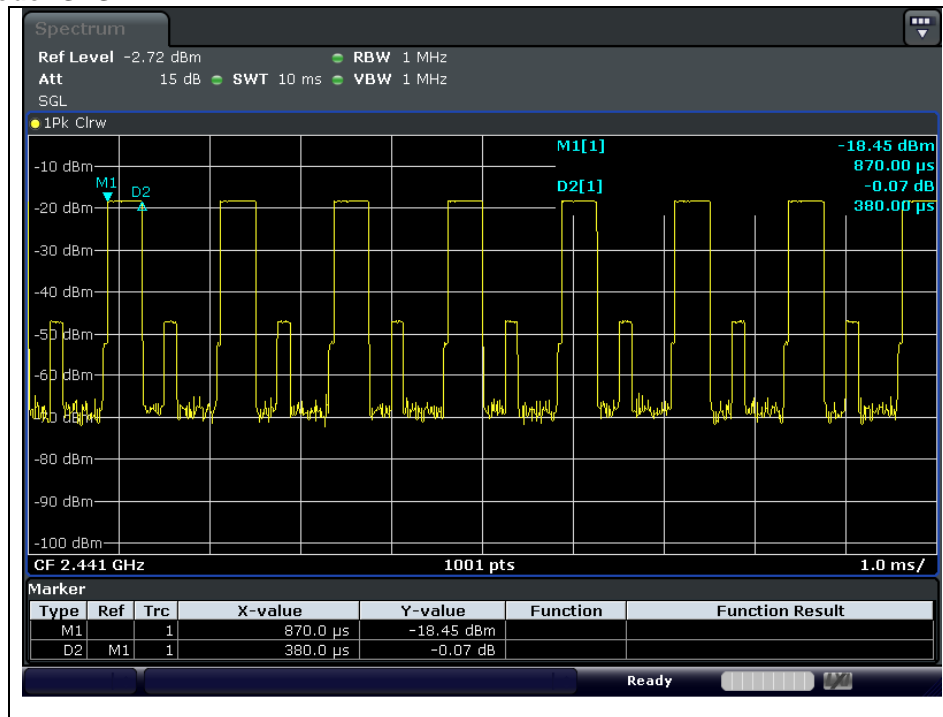 Spectrum
Ref Level -2.72 dBm RBW 1 MHz
Att 15 dB SWT 10 ms VBW 1 MHz
SGL
1Pk Clrw
M1[1] -18.45 dBm
870.00 µs
D2[1] -0.07 dB
380.00 µs
M1
D2
-10 dBm
-20 dBm
-30 dBm
-40 dBm
-50 dBm
-60 dBm
-70 dBm
-80 dBm
-90 dBm
-100 dBm
CF 2.441 GHz 1001 pts 1.0 ms/
Marker
Type Ref Trc X-value Y-value Function Function Result
M1 1 870.0 µs -18.45 dBm
D2 M1 1 380.0 µs -0.07 dB
Ready